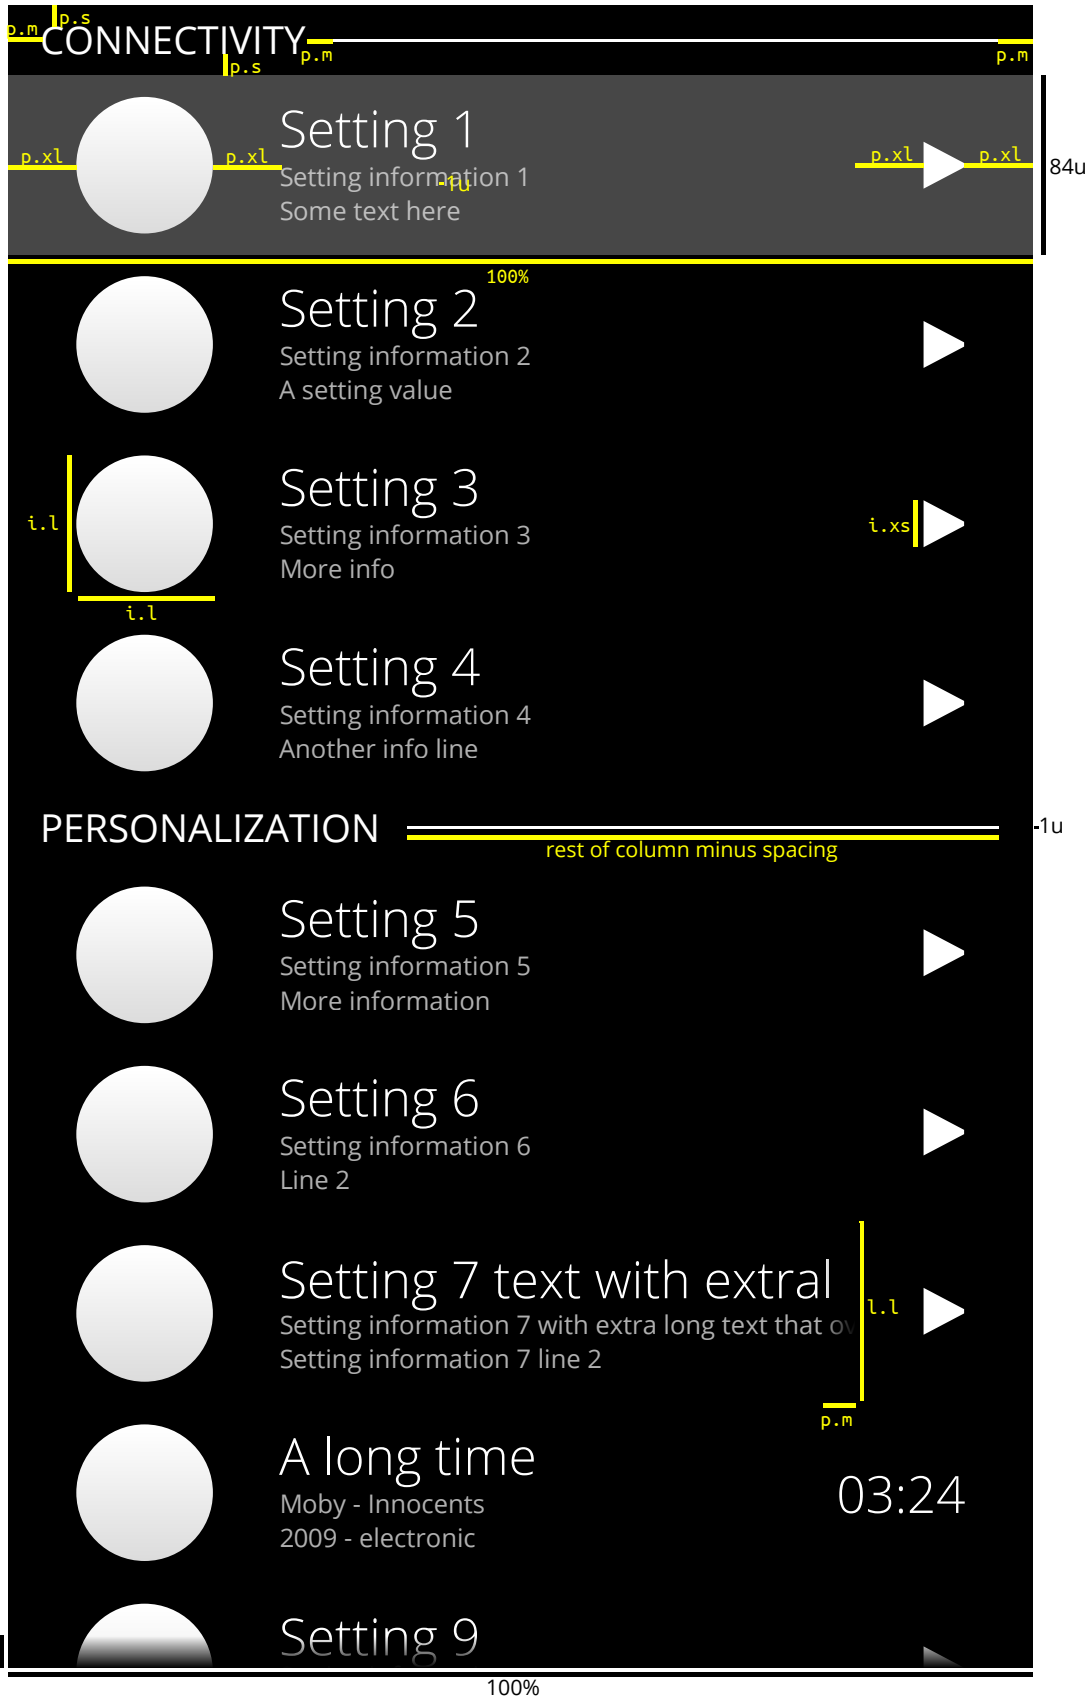 p.s
p.m
CONNECTIVITY
p.m
p.m
p.s
Setting 1
p.xl
p.xl
p.xl
p.xl
84u
Setting information 1
-1u
Some text here
100%
Setting 2
Setting information 2
A setting value
Setting 3
i.l
i.xs
Setting information 3
More info
i.l
Setting 4
Setting information 4
Another info line
PERSONALIZATION
-1u
rest of column minus spacing
Setting 5
Setting information 5
More information
Setting 6
Setting information 6
Line 2
Setting 7 text with extral
l.l
Setting information 7 with extra long text that ov
Setting information 7 line 2
p.m
A long time
Moby - Innocents
03:24
2009 - electronic
Setting 9
100%